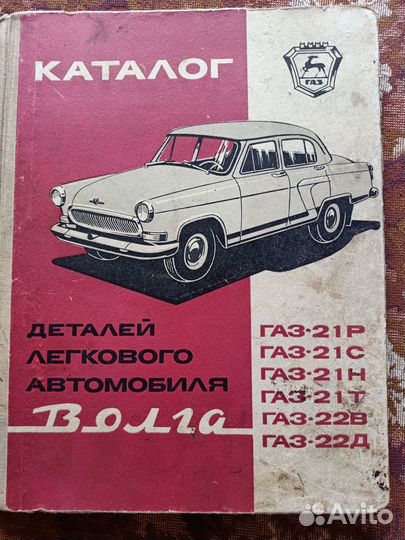 КАТАЛОГ
ГАЗ
ДЕТАЛЕЙ
ЛЕГКОВОГО
АВТОМОБИЛЯ
Волга
ГАЗ-21Р
ГАЗ-21С
ГАЗ-21Н
ГАЗ-21Т
ГАЗ-22В
ГАЗ-22Д
Avito